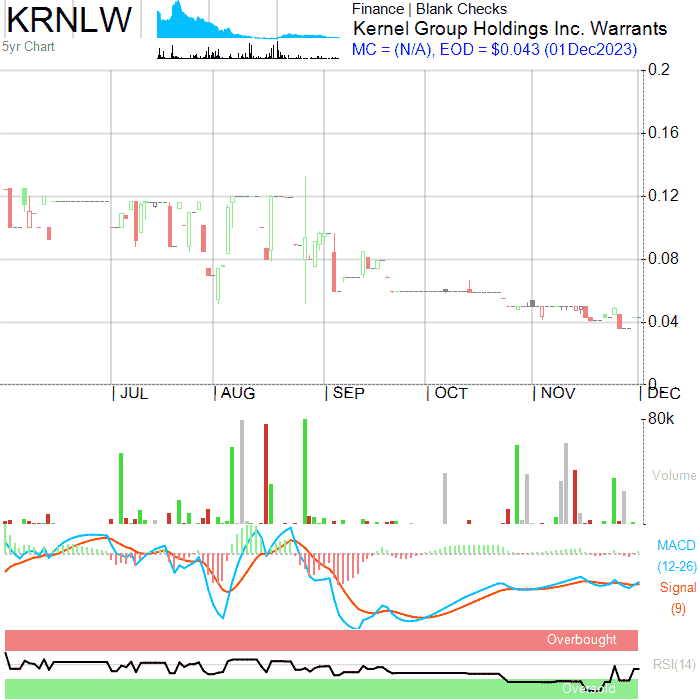 KRNLW
5yr Chart
Finance | Blank Checks
Kernel Group Holdings Inc. Warrants
MC = (N/A), EOD = $0.043 (01Dec2023)
0.2
0.16
0.12
0.08
0.04
0
| JUL | AUG | SEP | OCT | NOV | DEC
80k
Volume
MACD
(12-26)
Signal
(9)
Overbought
RSI(14)
Oversold